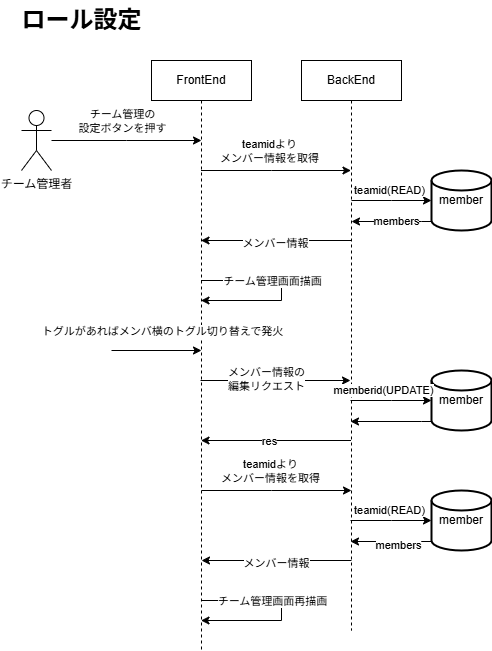 ロール設定
FrontEnd
BackEnd
チーム管理の
設定ボタンを押す
チーム管理者
teamidより
メンバー情報を取得
teamid(READ)
member
members
メンバー情報
チーム管理画面描画
トグルがあればメンバ横のトグル切り替えで発火
メンバー情報の
編集リクエスト
memberid(UPDATE)
member
res
teamidより
メンバー情報を取得
teamid(READ)
member
members
メンバー情報
チーム管理画面再描画